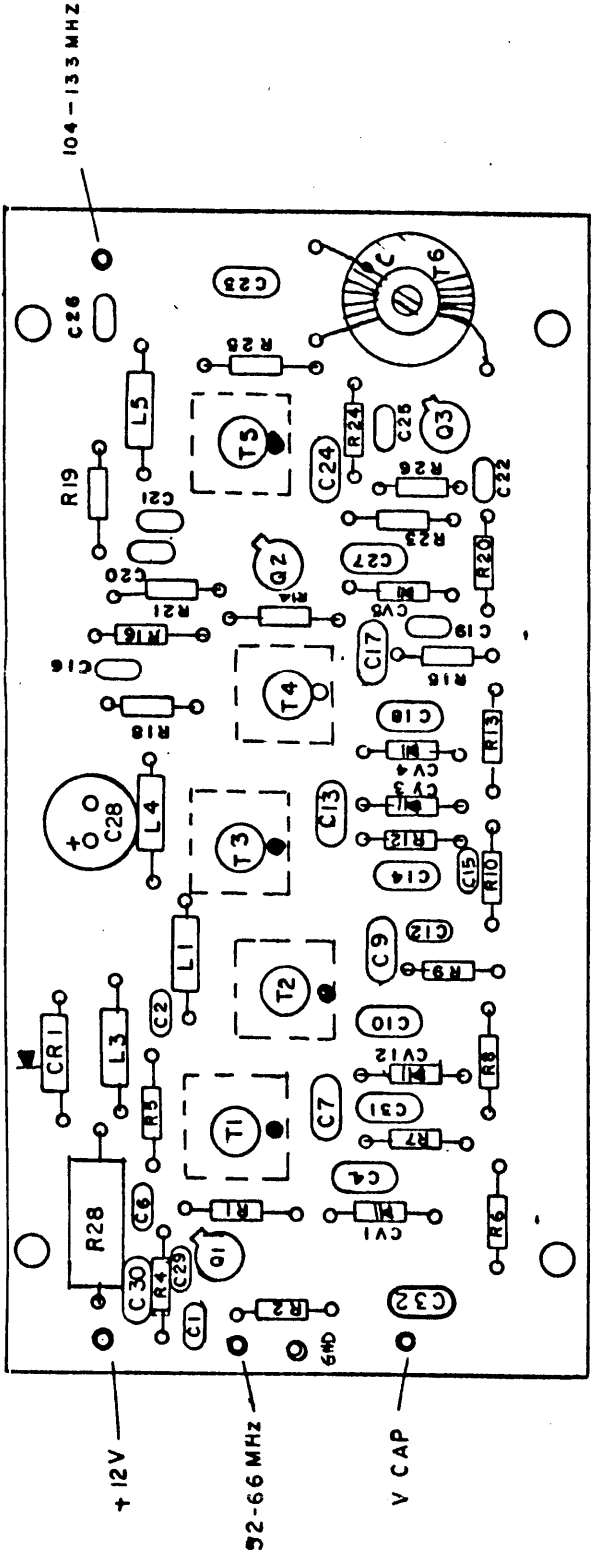 104-133 MHZ
C26
C23
C
T6
R25
L5
T5
R24
C25
Q3
R19
C24
R26
C22
C21
C20
R21
Q2
R14
C27
R23
CV5
R20
R16
C16
R18
T4
C17
C19
R15
C18
CV4
R13
+
C28
L4
T3
C13
CY3
R12
C14
C15
R10
L1
T2
C9
C12
R9
CR1
L3
C2
R5
C10
CV12
R8
T1
C7
C31
R7
R28
C6
R1
C4
CV1
R6
C30
R4
C29
Q1
C1
R2
GND
C32
+12V
52-66 MHZ
V CAP